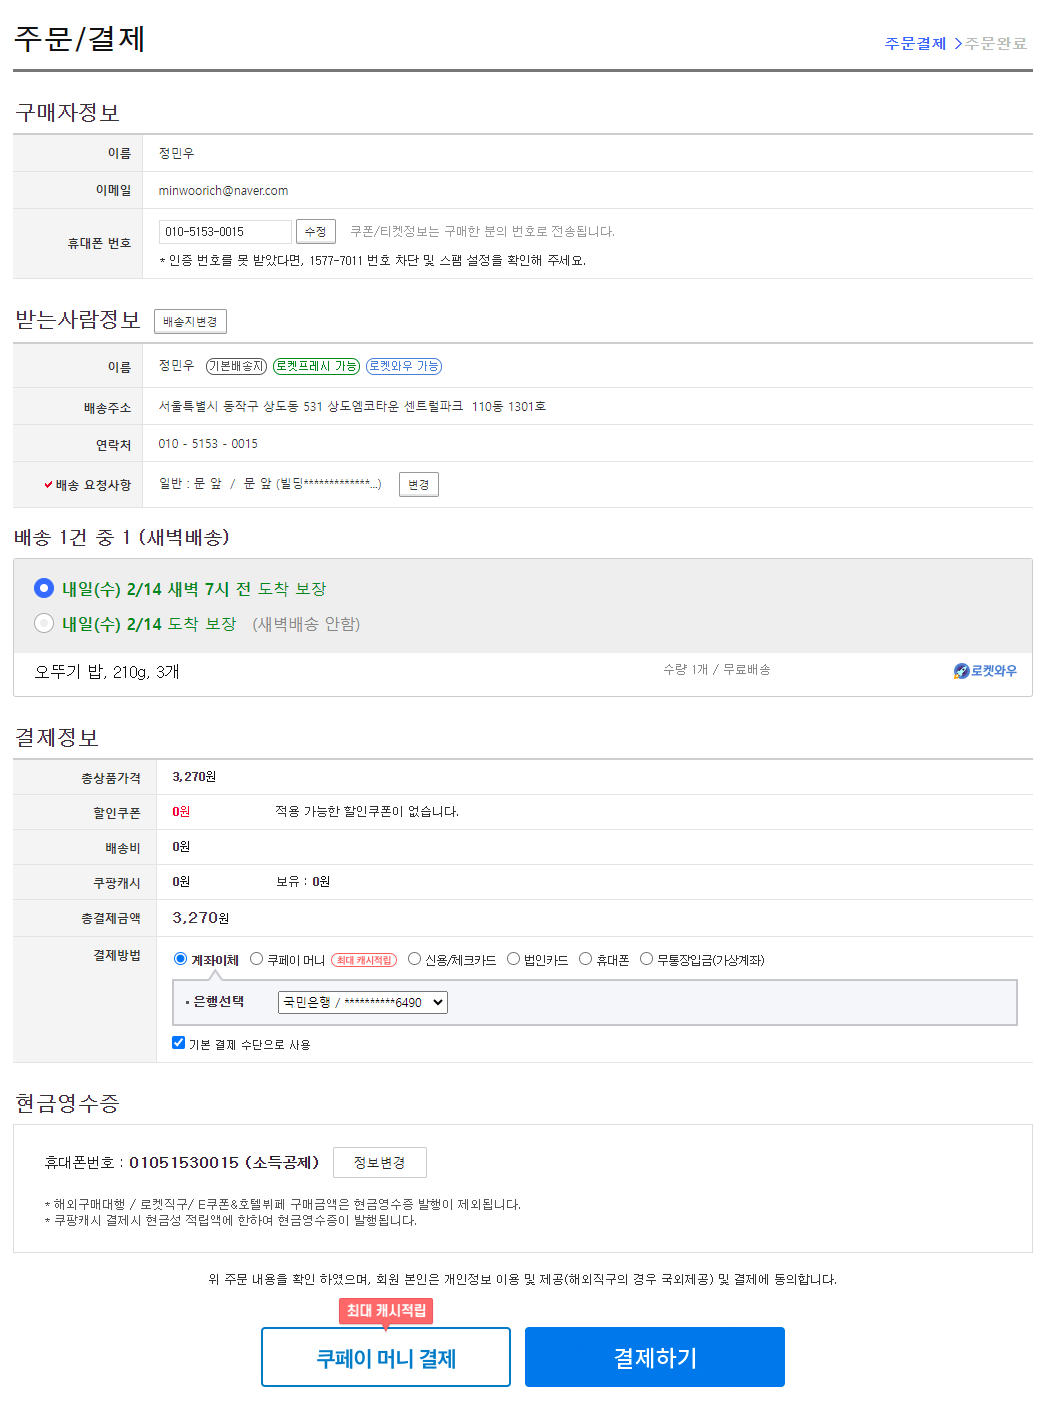 주문/결제
주문결제 >주문완료
구매자정보
이름 정민우
이메일 minwoorich@naver.com
휴대폰 번호 010-5153-0015 수정 쿠폰/티켓정보는 구매한 분의 번호로 전송됩니다.
* 인증 번호를 못 받았다면, 1577-7011 번호 차단 및 스팸 설정을 확인해 주세요.
받는사람정보 배송지변경
이름 정민우 기본배송지 로켓프레시 가능 로켓와우 가능
배송주소 서울특별시 동작구 상도동 531 상도엠코타운 센트럴파크 110동 1301호
연락처 010 - 5153 - 0015
배송 요청사항 일반 : 문 앞 / 문 앞 (빌딩*************...) 변경
배송 1건 중 1 (새벽배송)
내일(수) 2/14 새벽 7시 전 도착 보장
내일(수) 2/14 도착 보장 (새벽배송 안함)
오뚜기 밥, 210g, 3개 수량 1개 / 무료배송 로켓와우
결제정보
총상품가격 3,270원
할인쿠폰 0원 적용 가능한 할인쿠폰이 없습니다.
배송비 0원
쿠팡캐시 0원 보유 : 0원
총결제금액 3,270원
결제방법 계좌이체 쿠페이 머니 최대 캐시적립 신용/체크카드 법인카드 휴대폰 무통장입금(가상계좌)
은행선택 국민은행 / **********6490
기본 결제 수단으로 사용
현금영수증
휴대폰번호 : 01051530015 (소득공제) 정보변경
* 해외구매대행 / 로켓직구/ E쿠폰&호텔뷔페 구매금액은 현금영수증 발행이 제외됩니다.
* 쿠팡캐시 결제시 현금성 적립액에 한하여 현금영수증이 발행됩니다.
위 주문 내용을 확인 하였으며, 회원 본인은 개인정보 이용 및 제공(해외직구의 경우 국외제공) 및 결제에 동의합니다.
최대 캐시적립
쿠페이 머니 결제 결제하기